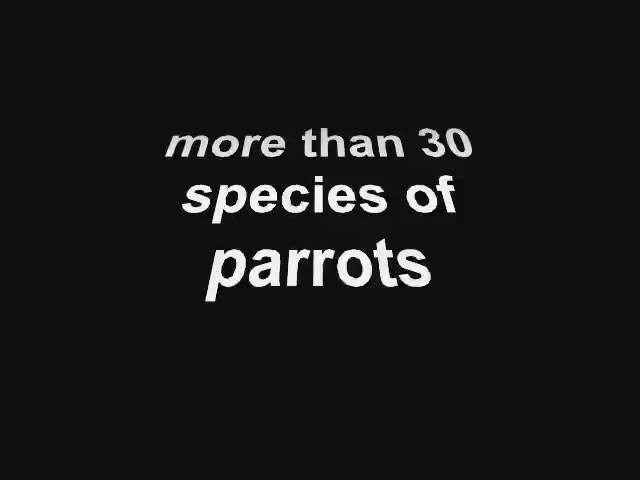 more than 30
species of
parrots